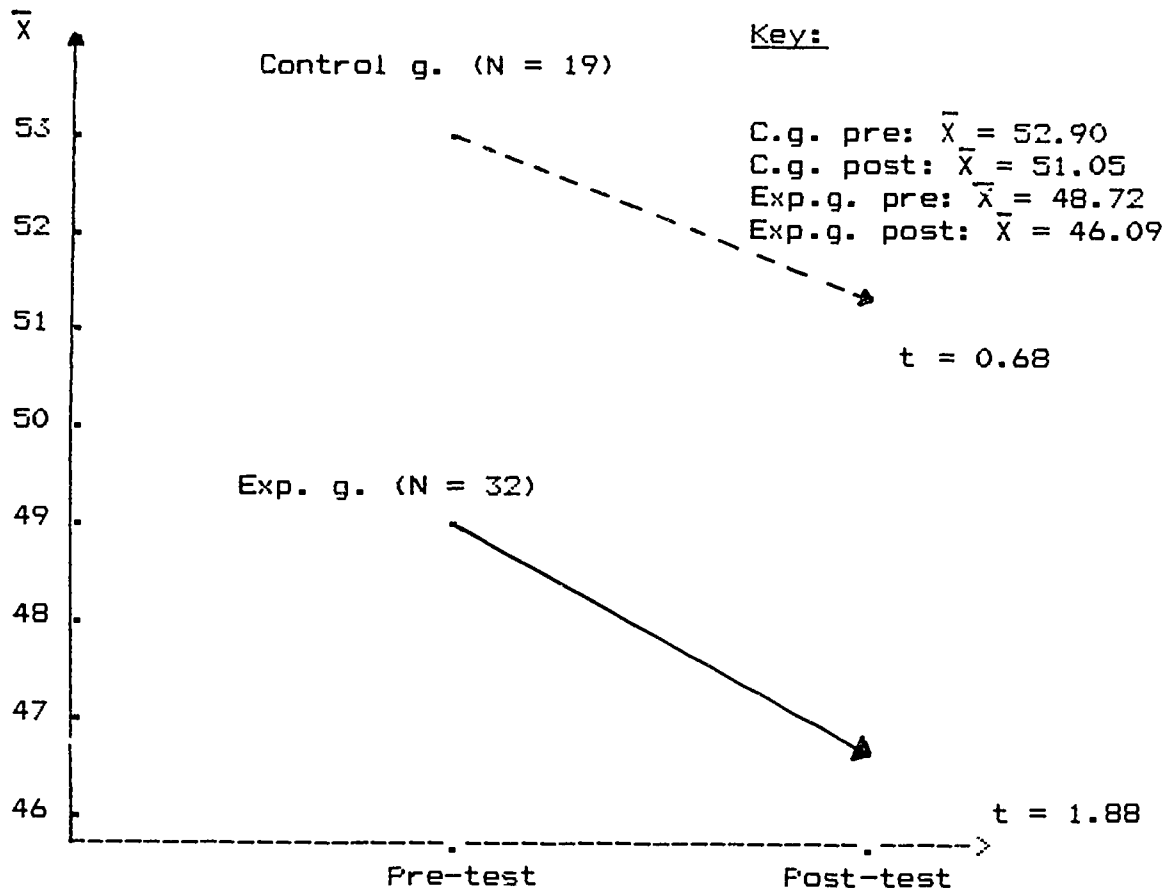 X̄
Key:
Control g. (N = 19)
C.g. pre: X̄ = 52.90
C.g. post: X̄ = 51.05
Exp.g. pre: X̄ = 48.72
Exp.g. post: X̄ = 46.09
53
52
51
t = 0.68
50
Exp. g. (N = 32)
49
48
47
46
t = 1.88
Pre-test Post-test